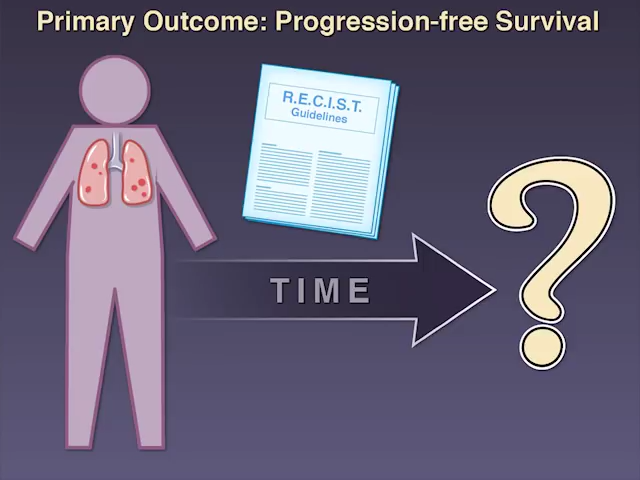 Primary Outcome: Progression-free Survival
R.E.C.I.S.T.
Guidelines
TIME
?